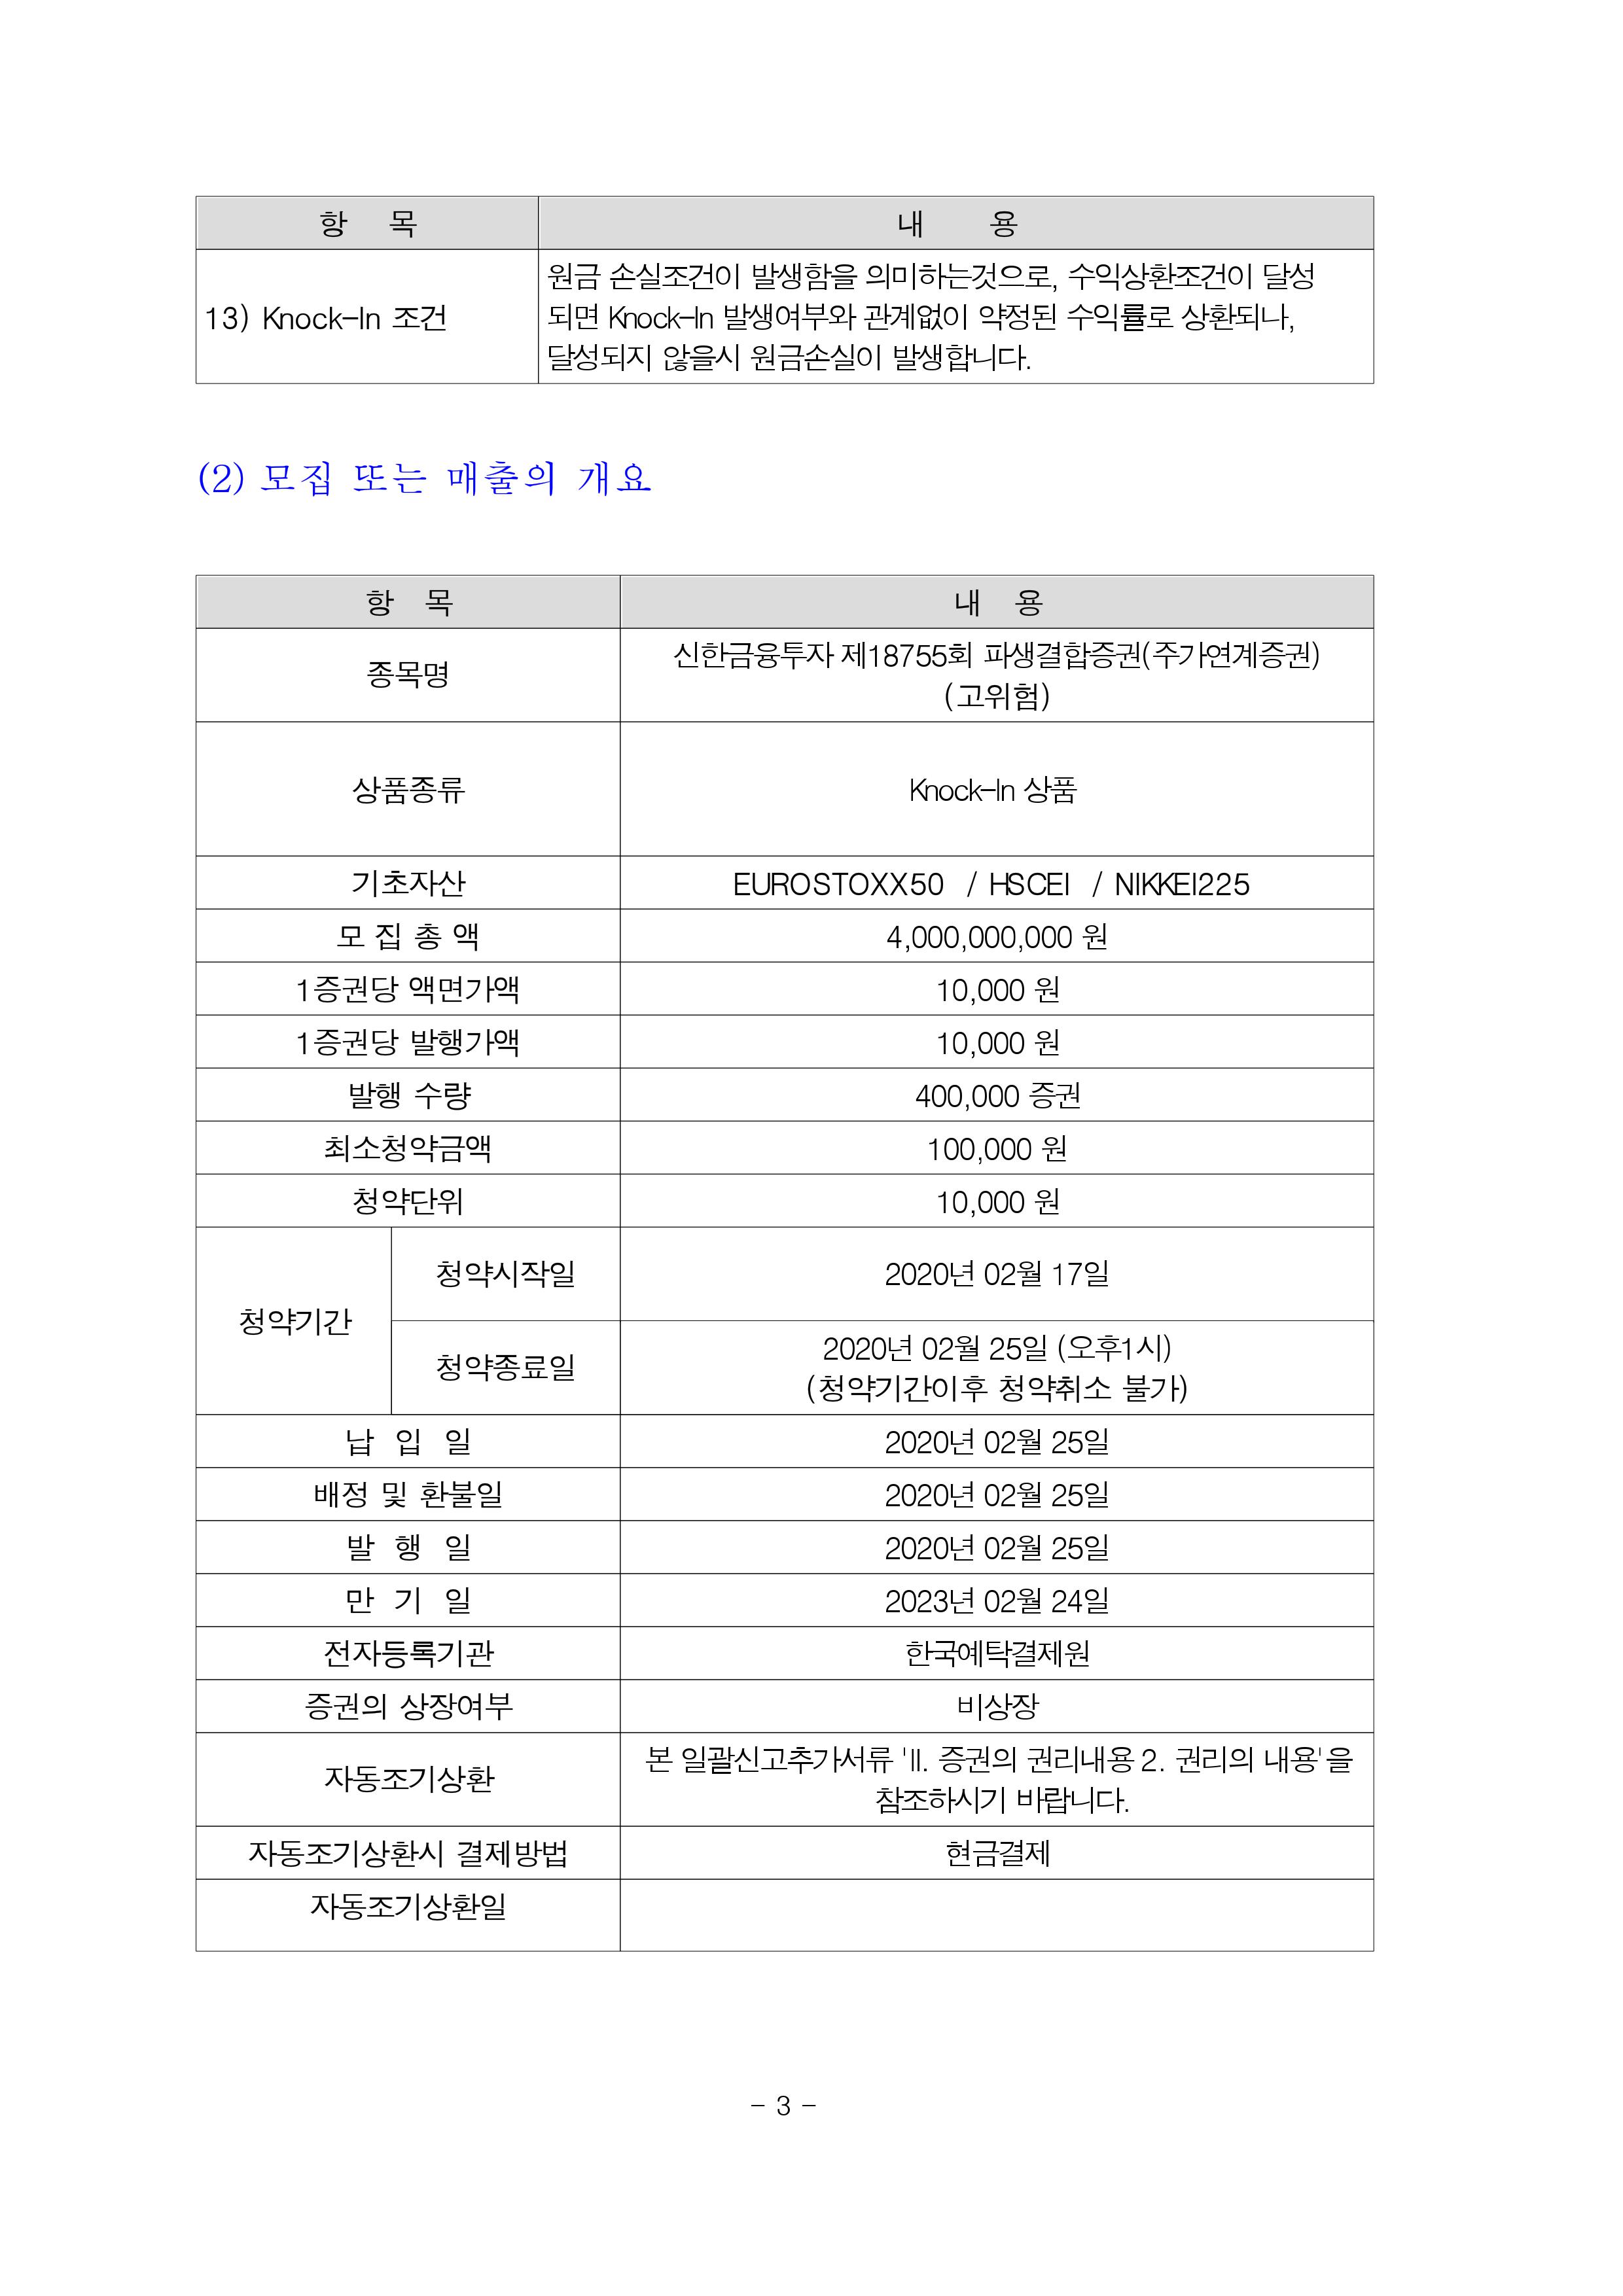 항 목 내 용
13) Knock-In 조건
원금 손실조건이 발생함을 의미하는것으로, 수익상환조건이 달성
되면 Knock-In 발생여부와 관계없이 약정된 수익률로 상환되나,
달성되지 않을시 원금손실이 발생합니다.
(2) 모집 또는 매출의 개요
항 목 내 용
종목명
신한금융투자 제18755회 파생결합증권(주가연계증권)
(고위험)
상품종류 Knock-In 상품
기초자산 EUROSTOXX50 / HSCEI / NIKKEI225
모 집 총 액 4,000,000,000 원
1증권당 액면가액 10,000 원
1증권당 발행가액 10,000 원
발행 수량 400,000 증권
최소청약금액 100,000 원
청약단위 10,000 원
청약기간
청약시작일 2020년 02월 17일
청약종료일
2020년 02월 25일 (오후1시)
(청약기간이후 청약취소 불가)
납 입 일 2020년 02월 25일
배정 및 환불일 2020년 02월 25일
발 행 일 2020년 02월 25일
만 기 일 2023년 02월 24일
전자등록기관 한국예탁결제원
증권의 상장여부 비상장
자동조기상환
본 일괄신고추가서류 'II. 증권의 권리내용 2. 권리의 내용'을
참조하시기 바랍니다.
자동조기상환시 결제방법 현금결제
자동조기상환일
- 3 -